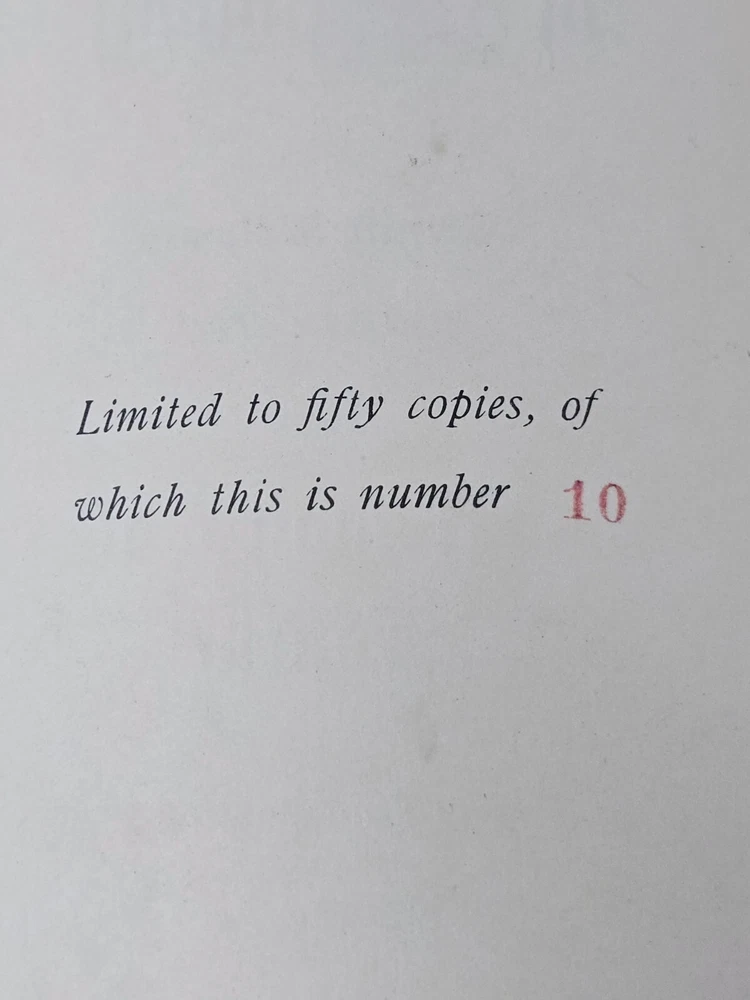 Limited to fifty copies, of
which this is number 10